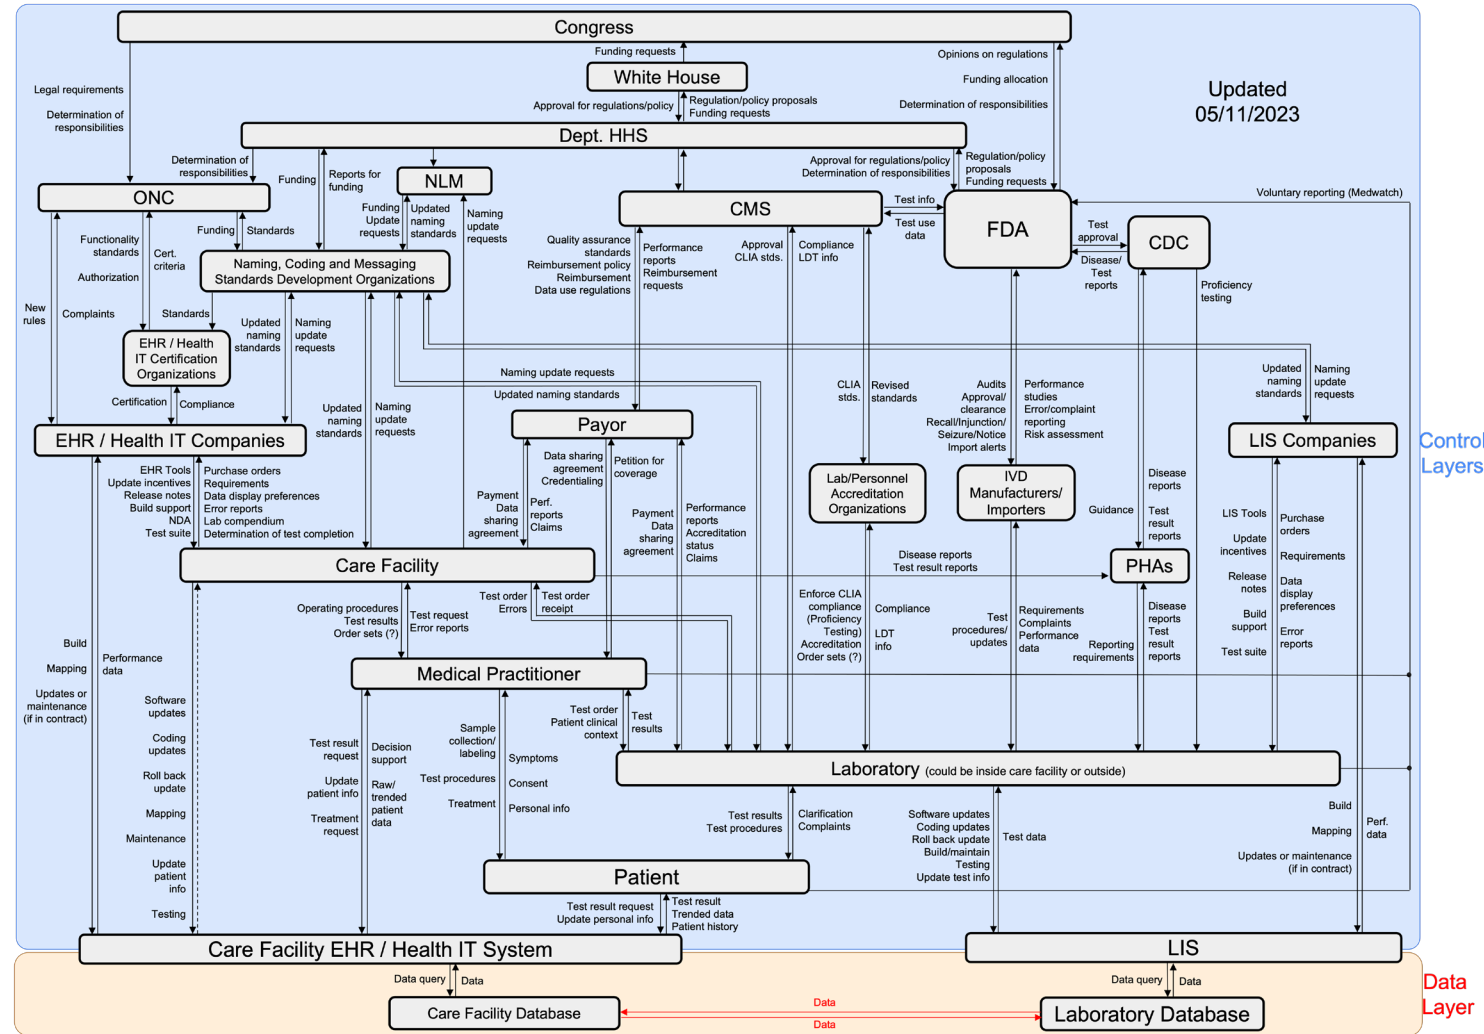 Congress
Funding requests
Opinions on regulations
White House
Funding allocation
Updated
05/11/2023
Legal requirements
Approval for regulations/policy
Regulation/policy proposals
Funding requests
Determination of responsibilities
Determination of
responsibilities
Dept. HHS
Determination of
responsibilities
Funding
Reports for
funding
NLM
Approval for regulations/policy
Determination of responsibilities
Regulation/policy
proposals
Funding requests
ONC
CMS
Test info
Test use
data
FDA
Voluntary reporting (Medwatch)
Test
approval
CDC
Disease/
Test
reports
Functionality
standards
Authorization
Cert.
criteria
Funding
Standards
Funding
Update
requests
Updated
naming
standards
Naming
update
requests
Naming, Coding and Messaging
Standards Development Organizations
Quality assurance
standards
Reimbursement policy
Reimbursement
Data use regulations
Performance
reports
Reimbursement
requests
Approval
CLIA stds.
Compliance
LDT info
Proficiency
testing
New
rules
Complaints
Standards
Updated
naming
standards
Naming
update
requests
EHR / Health
IT Certification
Organizations
Certification
Compliance
Naming update requests
Updated naming standards
Updated
naming
standards
Naming
update
requests
CLIA
stds.
Revised
standards
Audits
Approval/
clearance
Recall/Injunction/
Seizure/Notice
Import alerts
Performance
studies
Error/complaint
reporting
Risk assessment
Updated
naming
standards
Naming
update
requests
EHR / Health IT Companies
Payor
LIS Companies
Control
Layers
EHR Tools
Update incentives
Release notes
Build support
NDA
Test suite
Purchase orders
Requirements
Data display preferences
Error reports
Lab compendium
Determination of test completion
Data sharing
agreement
Credentialing
Petition for
coverage
Payment
Data
sharing
agreement
Perf.
reports
Claims
Payment
Data
sharing
agreement
Performance
reports
Accreditation
status
Claims
Lab/Personnel
Accreditation
Organizations
IVD
Manufacturers/
Importers
Guidance
Disease
reports
Test
result
reports
LIS Tools
Update
incentives
Release
notes
Build
support
Test suite
Purchase
orders
Requirements
Data
display
preferences
Error
reports
Care Facility
Disease reports
Test result reports
PHAs
Operating procedures
Test results
Order sets (?)
Test request
Error reports
Test order
Errors
Test order
receipt
Enforce CLIA
compliance
(Proficiency
Testing)
Accreditation
Order sets (?)
Compliance
LDT
info
Test
procedures/
updates
Requirements
Complaints
Performance
data
Reporting
requirements
Disease
reports
Test
result
reports
Build
Mapping
Updates or
maintenance
(if in contract)
Performance
data
Medical Practitioner
Software
updates
Coding
updates
Roll back
update
Mapping
Maintenance
Update
patient
info
Testing
Test result
request
Update
patient info
Treatment
request
Decision
support
Raw/
trended
patient
data
Sample
collection/
labeling
Test procedures
Treatment
Symptoms
Consent
Personal info
Test order
Patient clinical
context
Test
results
Laboratory (could be inside care facility or outside)
Test results
Test procedures
Clarification
Complaints
Software updates
Coding updates
Roll back update
Build/maintain
Testing
Update test info
Test data
Build
Mapping
Updates or maintenance
(if in contract)
Perf.
data
Patient
Test result request
Update personal info
Test result
Trended data
Patient history
Care Facility EHR / Health IT System
LIS
Data query
Data
Data query
Data
Data
Layer
Care Facility Database
Data
Data
Laboratory Database